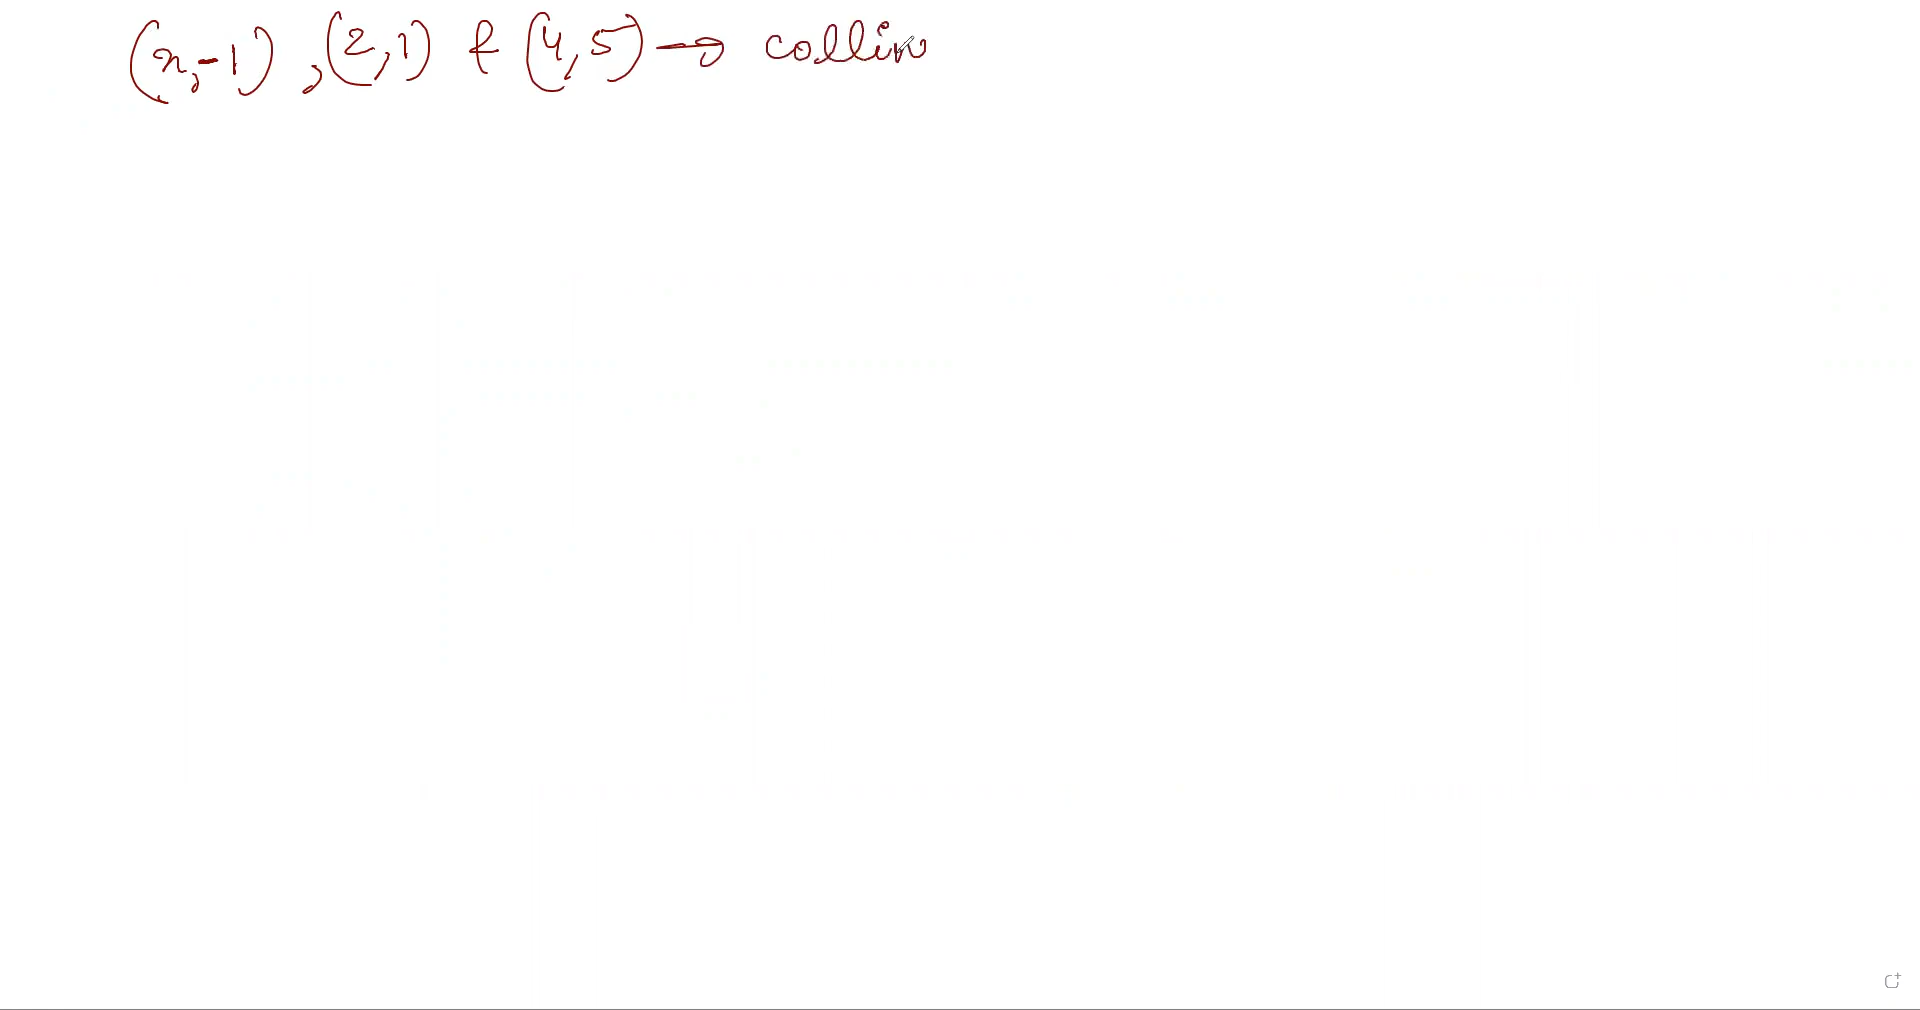 (x,-1), (2,1) & (4,5) → collin